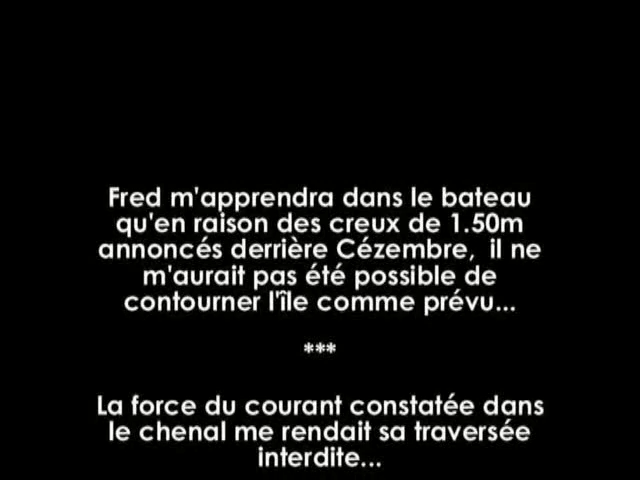 Fred m'apprendra dans le bateau
qu'en raison des creux de 1.50m
annoncés derrière Cézembre,  il ne
m'aurait pas été possible de
contourner l'île comme prévu...
***
La force du courant constatée dans
le chenal me rendait sa traversée
interdite...